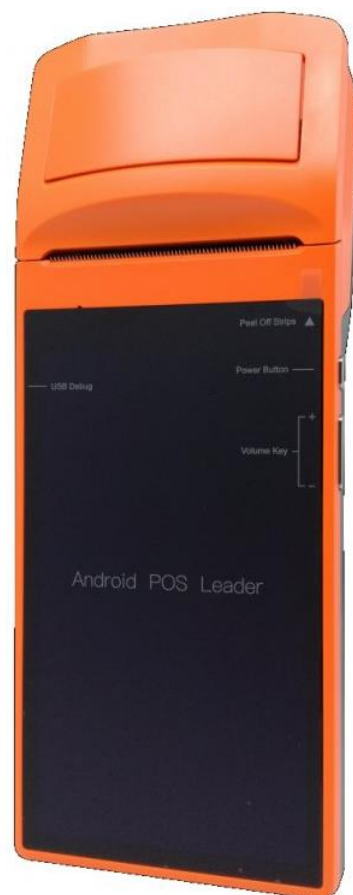 Peel Off Strips ▲
Power Button
USB Debug
+
Volume Key
–
Android POS Leader